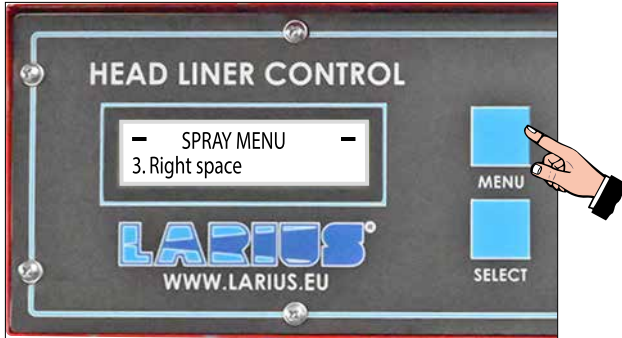 HEAD LINER CONTROL
- SPRAY MENU -
3. Right space
MENU
LARIUS®
WWW.LARIUS.EU
SELECT